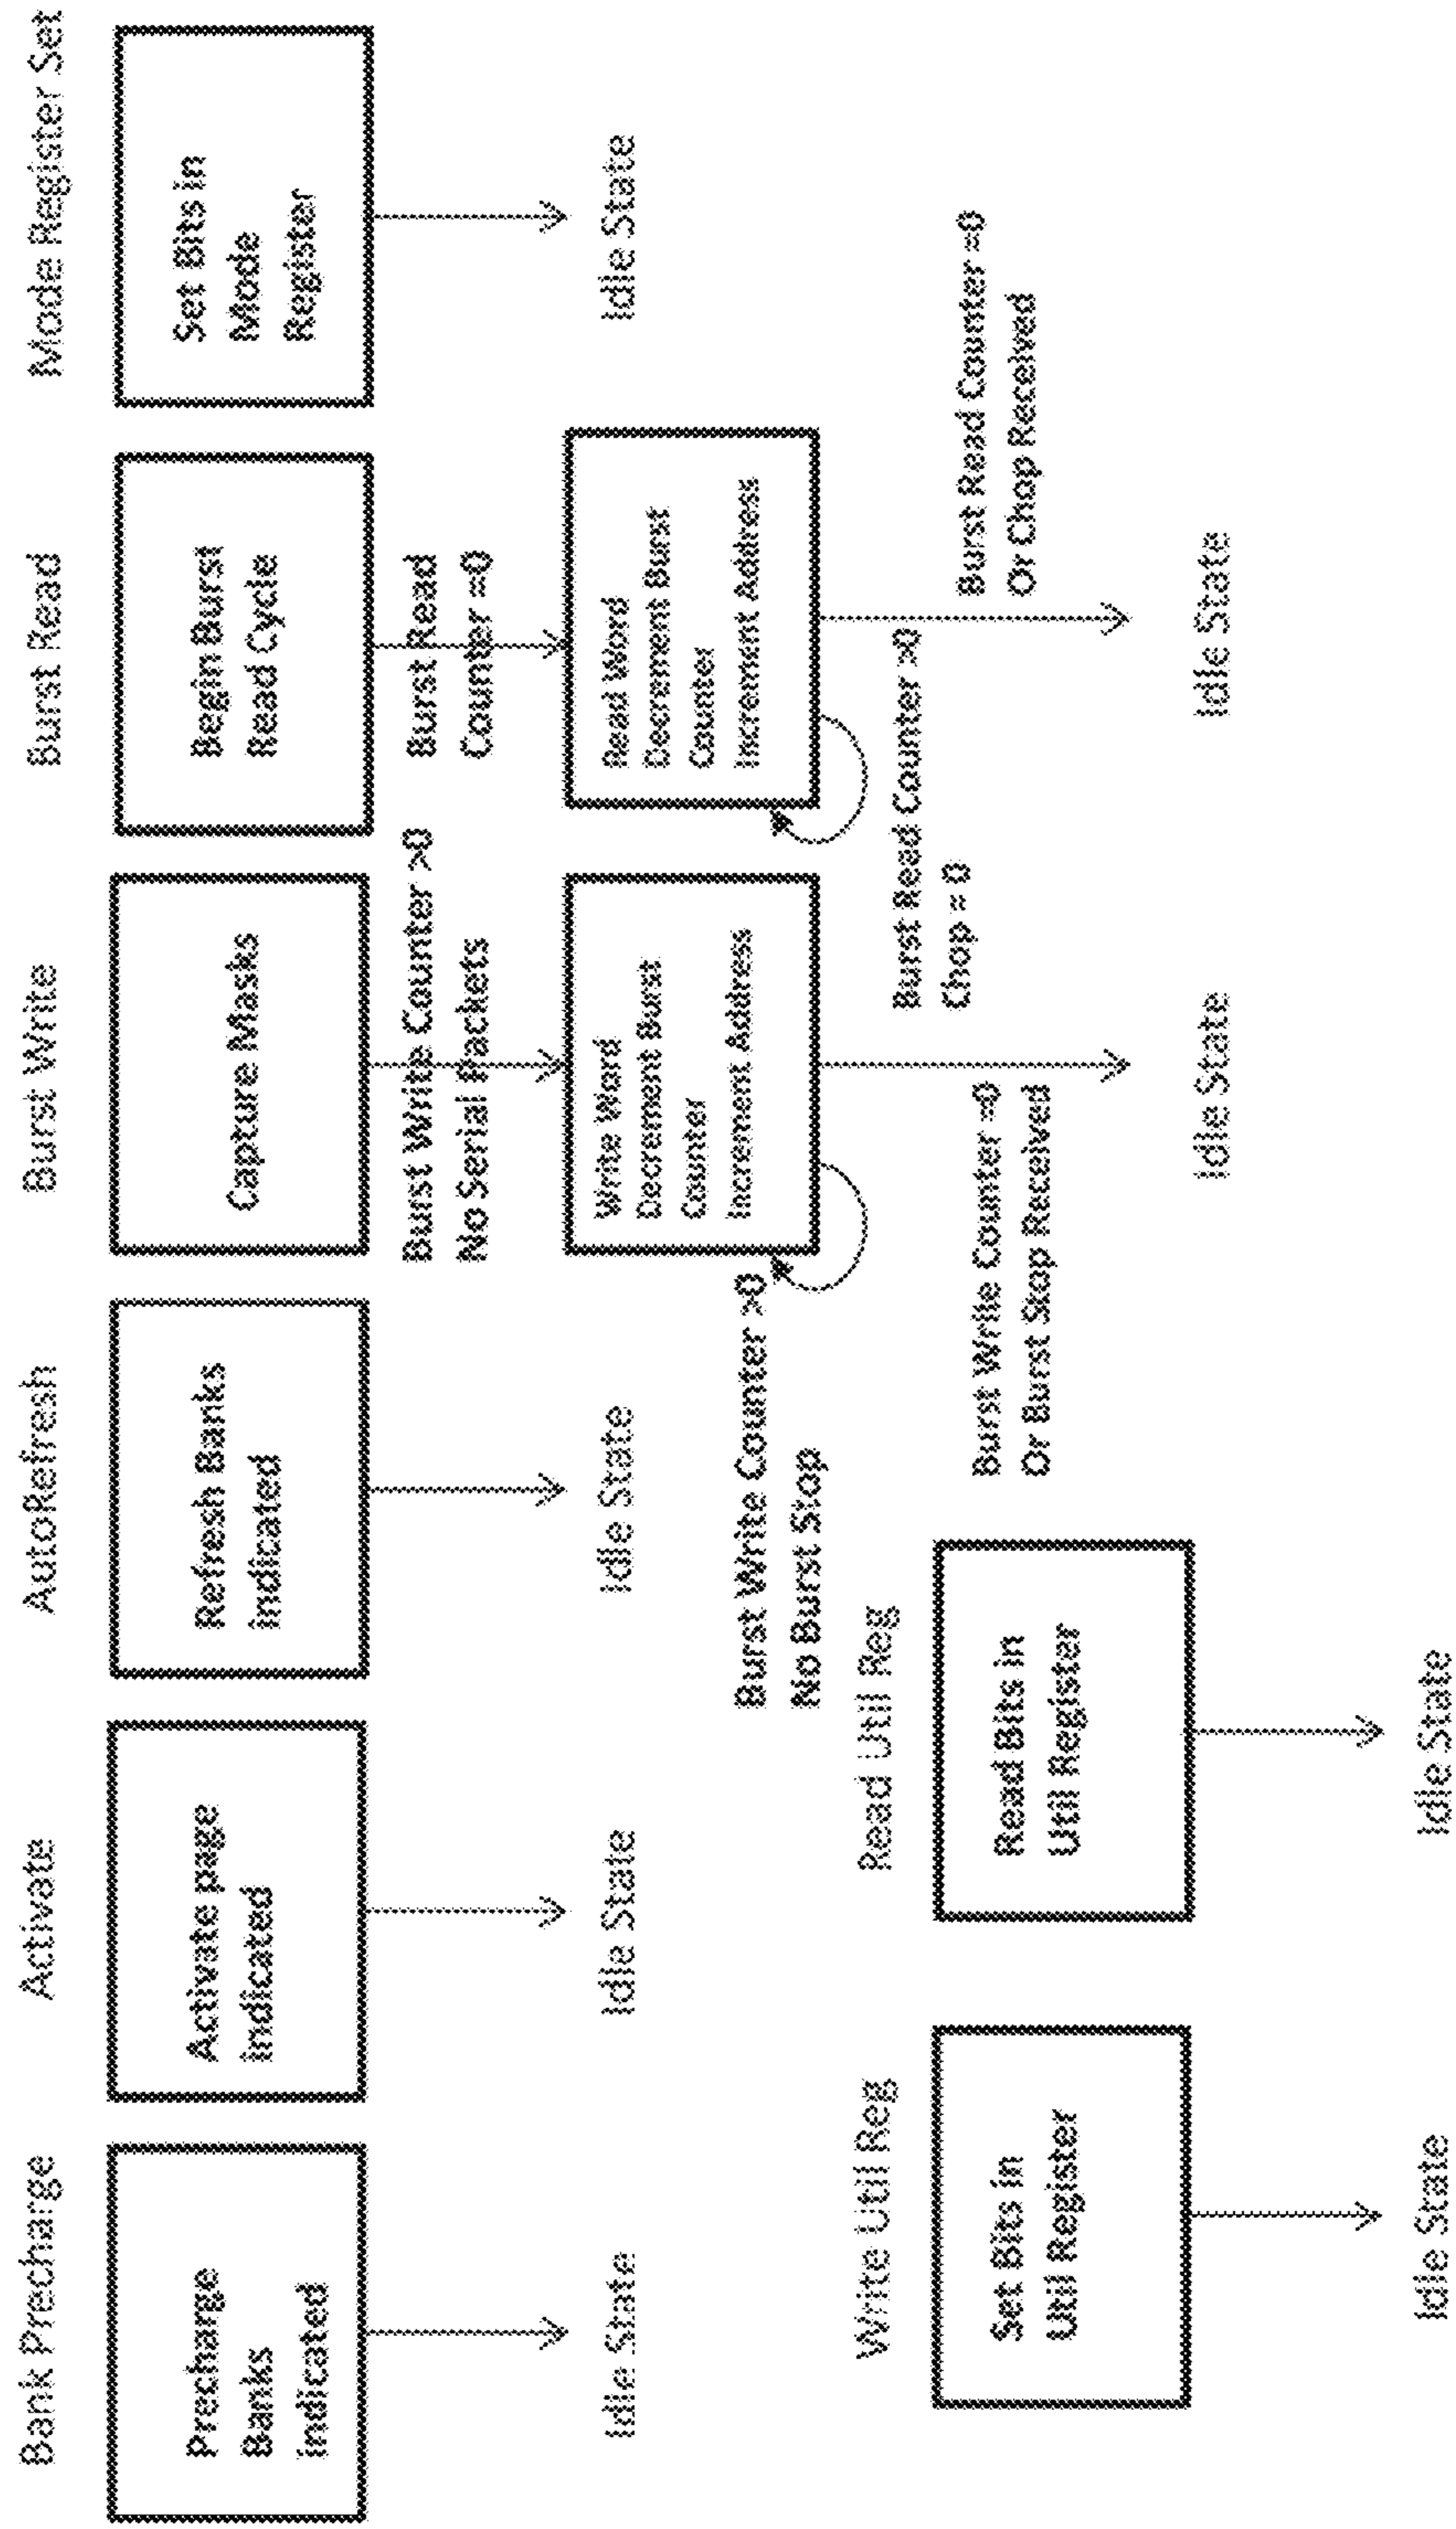 Bank Precharge
Precharge
Banks
indicated
Idle State
Activate
Activate page
indicated
Idle State
AutoRefresh
Refresh Banks
indicated
Idle State
Burst Write
Capture Masks
Burst Write Counter >0
No Serial Packets
Write Word
Decrement Burst
Counter
Increment Address
Burst Write Counter >0
No Burst Stop
Burst Write Counter =0
Or Burst Stop Received
Idle State
Burst Read
Begin Burst
Read Cycle
Burst Read
Counter =0
Read Word
Decrement Burst
Counter
Increment Address
Burst Read Counter >0
Chop = 0
Burst Read Counter =0
Or Chop Received
Idle State
Mode Register Set
Set Bits in
Mode
Register
Idle State
Write Util Reg
Set Bits in
Util Register
Idle State
Read Util Reg
Read Bits in
Util Register
Idle State